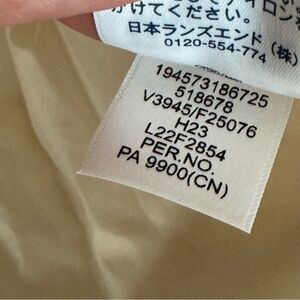 かけてください。
日本ランズエンド（株
0120-554-774
194573186725
518678
V3945/F25076
H23
L22F2854
PER.NO.
PA 9900(CN)